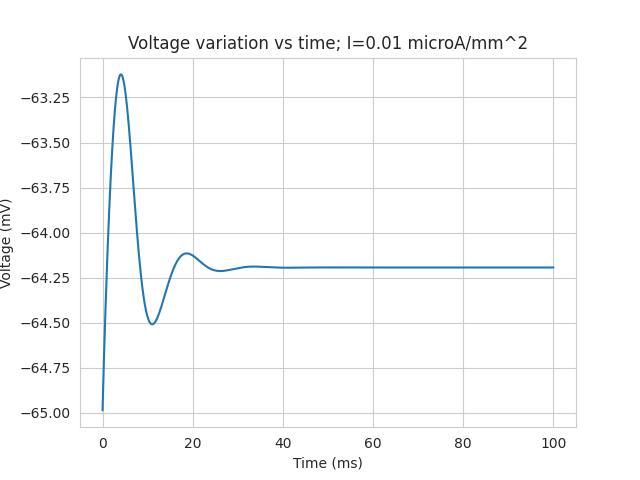 Voltage variation vs time; I=0.01 microA/mm^2
−63.25
−63.50
−63.75
−64.00
−64.25
−64.50
−64.75
−65.00
Voltage (mV)
0 20 40 60 80 100
Time (ms)